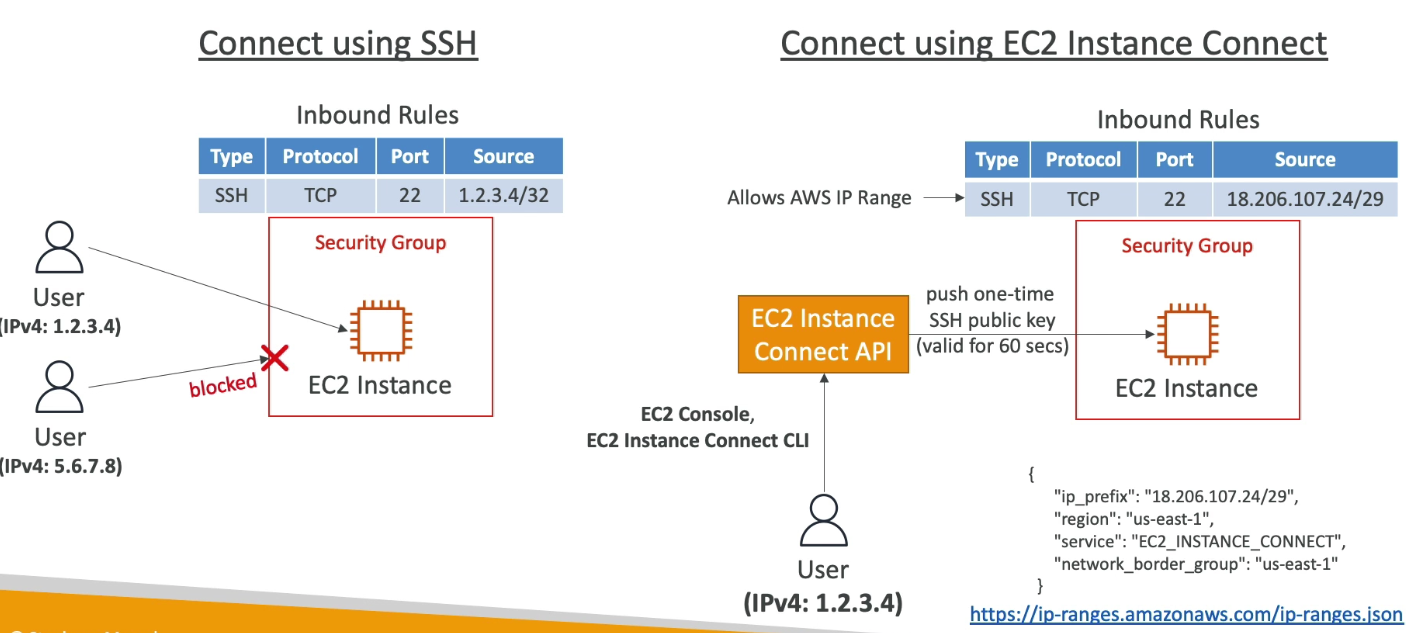 Connect using SSH
Inbound Rules
Type Protocol Port Source
SSH TCP 22 1.2.3.4/32
Security Group
User
(IPv4: 1.2.3.4)
EC2 Instance
blocked
User
(IPv4: 5.6.7.8)
Connect using EC2 Instance Connect
Inbound Rules
Type Protocol Port Source
Allows AWS IP Range
SSH TCP 22 18.206.107.24/29
Security Group
EC2 Instance
Connect API
push one-time
SSH public key
(valid for 60 secs)
EC2 Instance
EC2 Console,
EC2 Instance Connect CLI
User
(IPv4: 1.2.3.4)
{
"ip_prefix": "18.206.107.24/29",
"region": "us-east-1",
"service": "EC2_INSTANCE_CONNECT",
"network_border_group": "us-east-1"
}
https://ip-ranges.amazonaws.com/ip-ranges.json